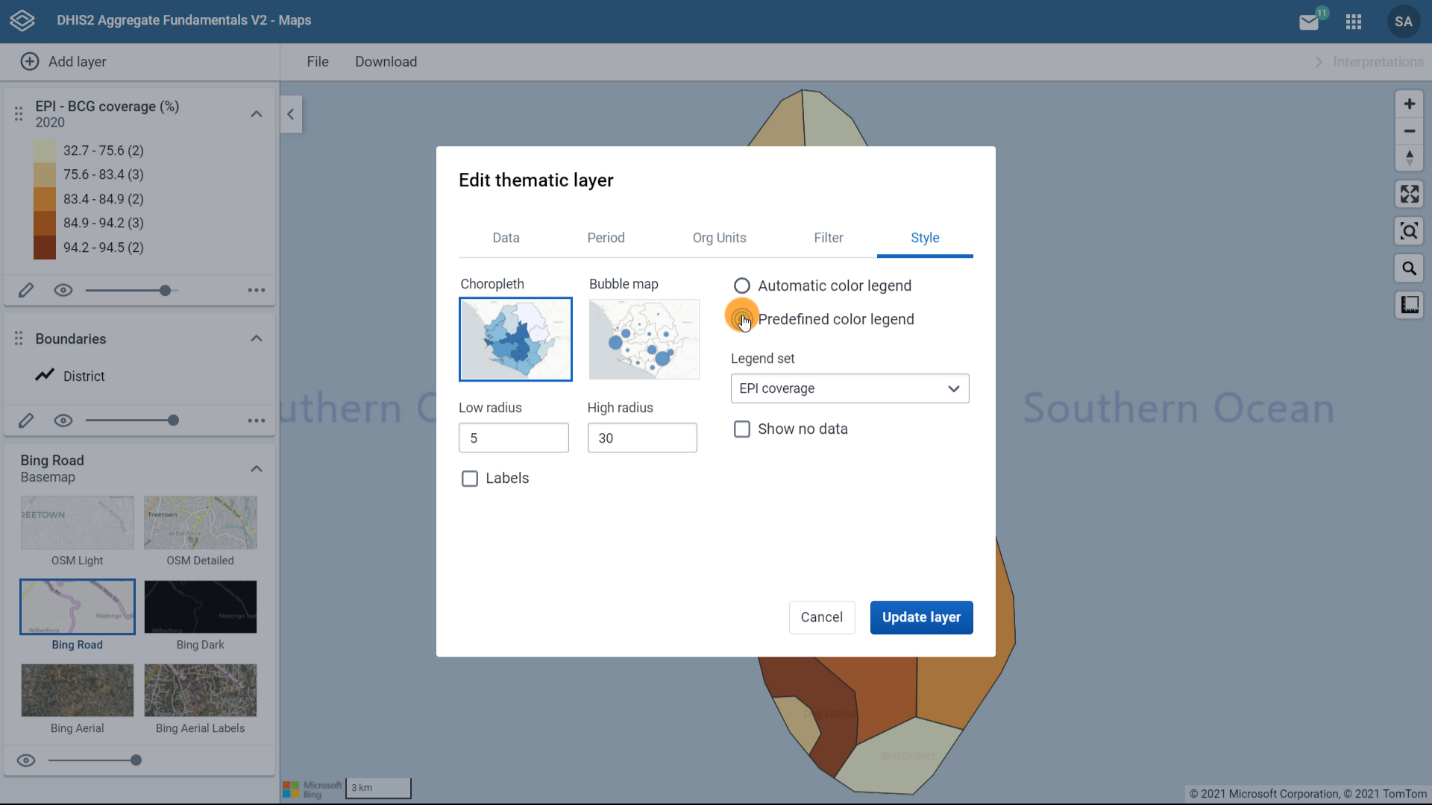 DHIS2 Aggregate Fundamentals V2 - Maps
11
SA
Add layer
File
Download
Interpretations
EPI - BCG coverage (%)
2020
32.7 - 75.6 (2)
75.6 - 83.4 (3)
83.4 - 84.9 (2)
84.9 - 94.2 (3)
94.2 - 94.5 (2)
Boundaries
District
Bing Road
Basemap
REETOWN
Freetown
OSM Light
OSM Detailed
Bing Road
Bing Dark
Bing Aerial
Bing Aerial Labels
Edit thematic layer
Data
Period
Org Units
Filter
Style
Choropleth
Bubble map
Low radius
High radius
5
30
Labels
Automatic color legend
Predefined color legend
Legend set
EPI coverage
Show no data
Cancel
Update layer
uthern O
Southern Ocean
Microsoft
Bing
3 km
© 2021 Microsoft Corporation, © 2021 TomTom